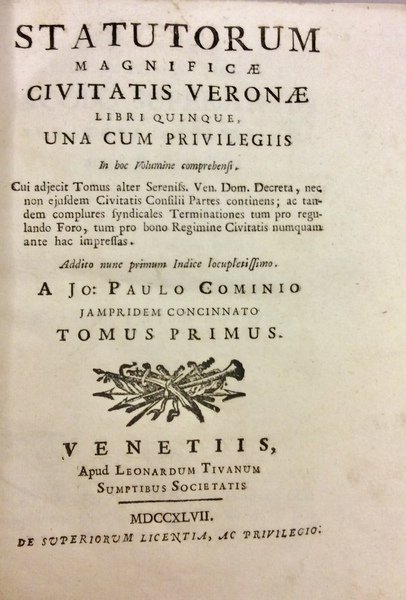 STATUTORUM
MAGNIFICÆ
CIVITATIS VERONÆ
LIBRI QUINQUE,
UNA CUM PRIVILEGIIS
In hoc Volumine comprehensi.
Cui adjecit Tomus alter Sereniss. Ven. Dom. Decreta, nec
non ejusdem Civitatis Consilii Partes continens; ac tan
dem complures syndicales Terminationes tum pro regu
lando Foro, tum pro bono Regimine Civitatis numquam
ante hac impressas.
Addito nunc primum Indice locupletissimo.
A JO: PAULO COMINIO
JAMPRIDEM CONCINNATO
TOMUS PRIMUS.
VENETIIS,
Apud LEONARDUM TIVANUM
SUMPTIBUS SOCIETATIS
MDCCXLVII.
DE SUPERIORUM LICENTIA, AC PRIVILEGIO: